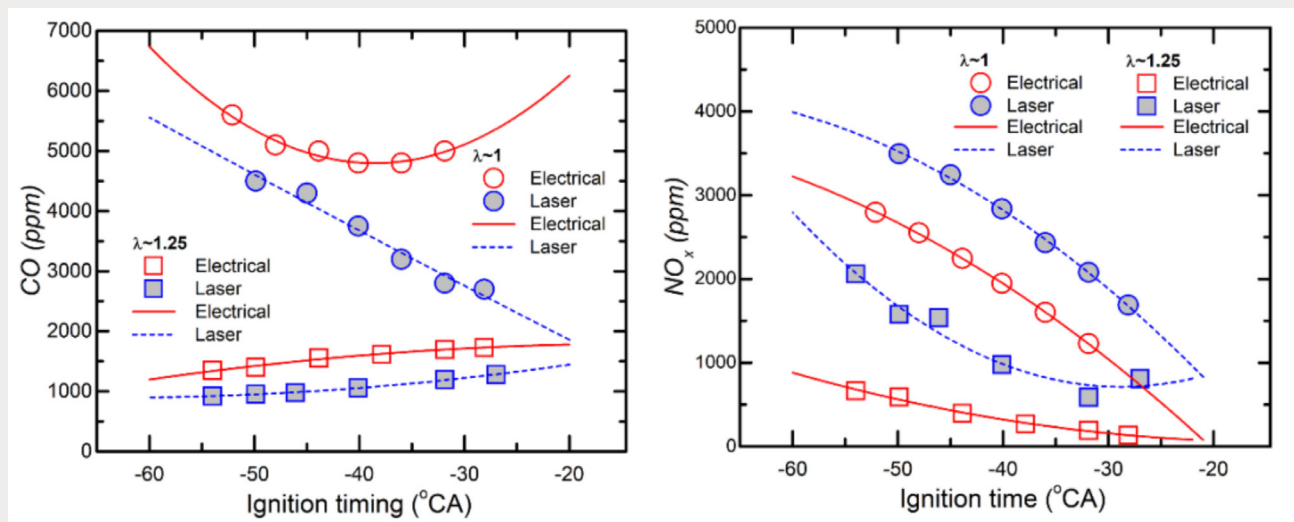 7000
6000
5000
4000
3000
2000
1000
0
CO (ppm)
-60 -50 -40 -30 -20
Ignition timing (°CA)
λ~1
Electrical
Laser
Electrical
Laser
λ~1.25
Electrical
Laser
Electrical
Laser
5000
4000
3000
2000
1000
0
NOx (ppm)
-60 -50 -40 -30 -20
Ignition time (°CA)
λ~1 λ~1.25
Electrical Electrical
Laser Laser
Electrical Electrical
Laser Laser